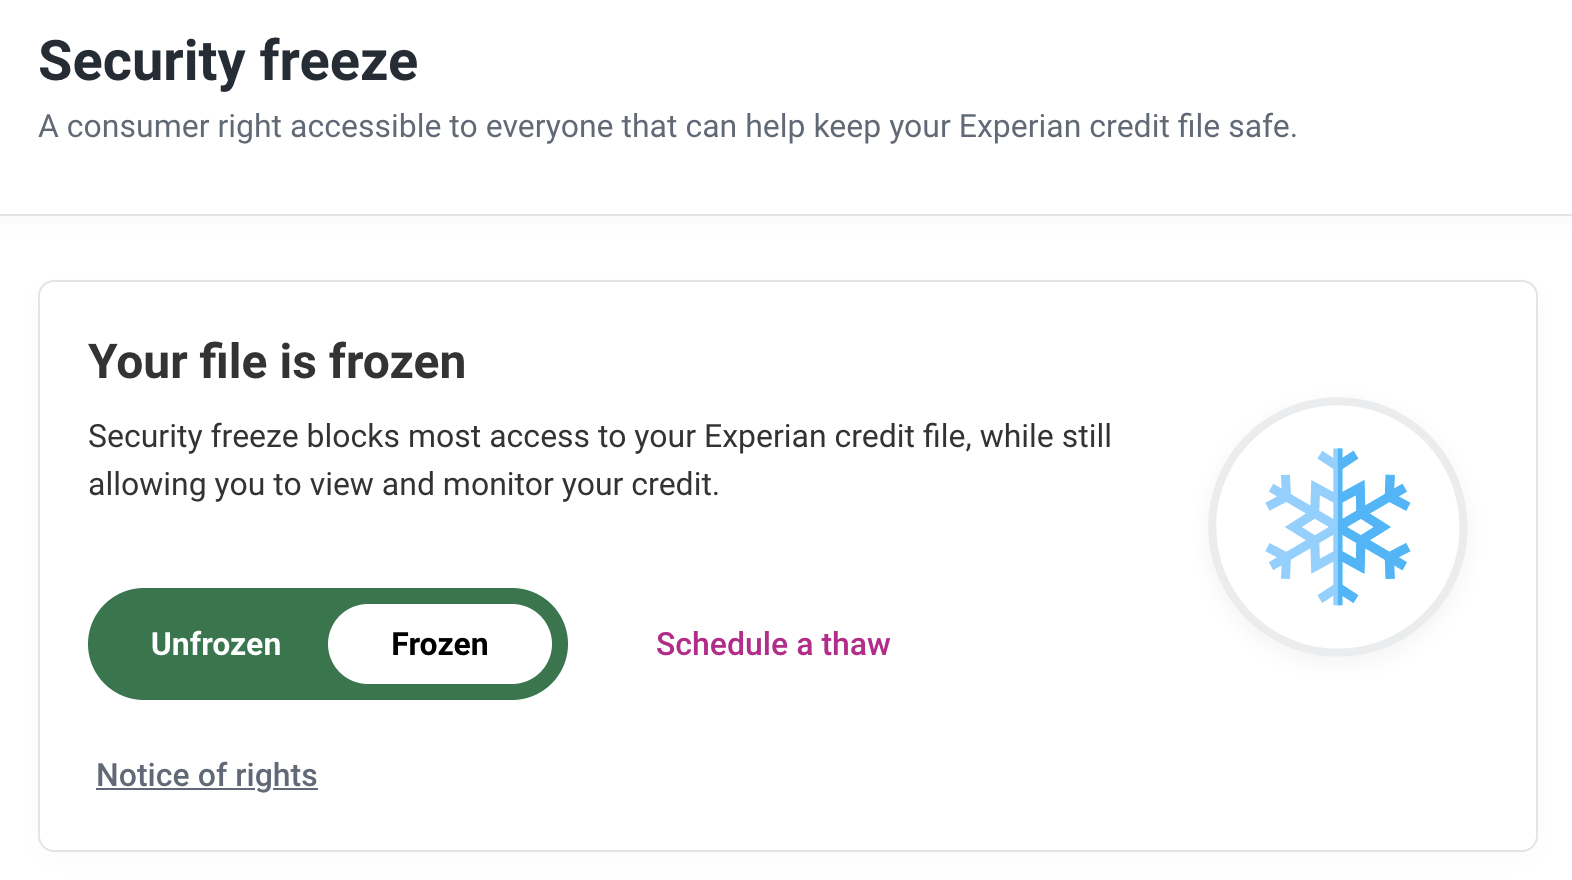 Security freeze
A consumer right accessible to everyone that can help keep your Experian credit file safe.
Your file is frozen
Security freeze blocks most access to your Experian credit file, while still
allowing you to view and monitor your credit.
Unfrozen Frozen Schedule a thaw
Notice of rights